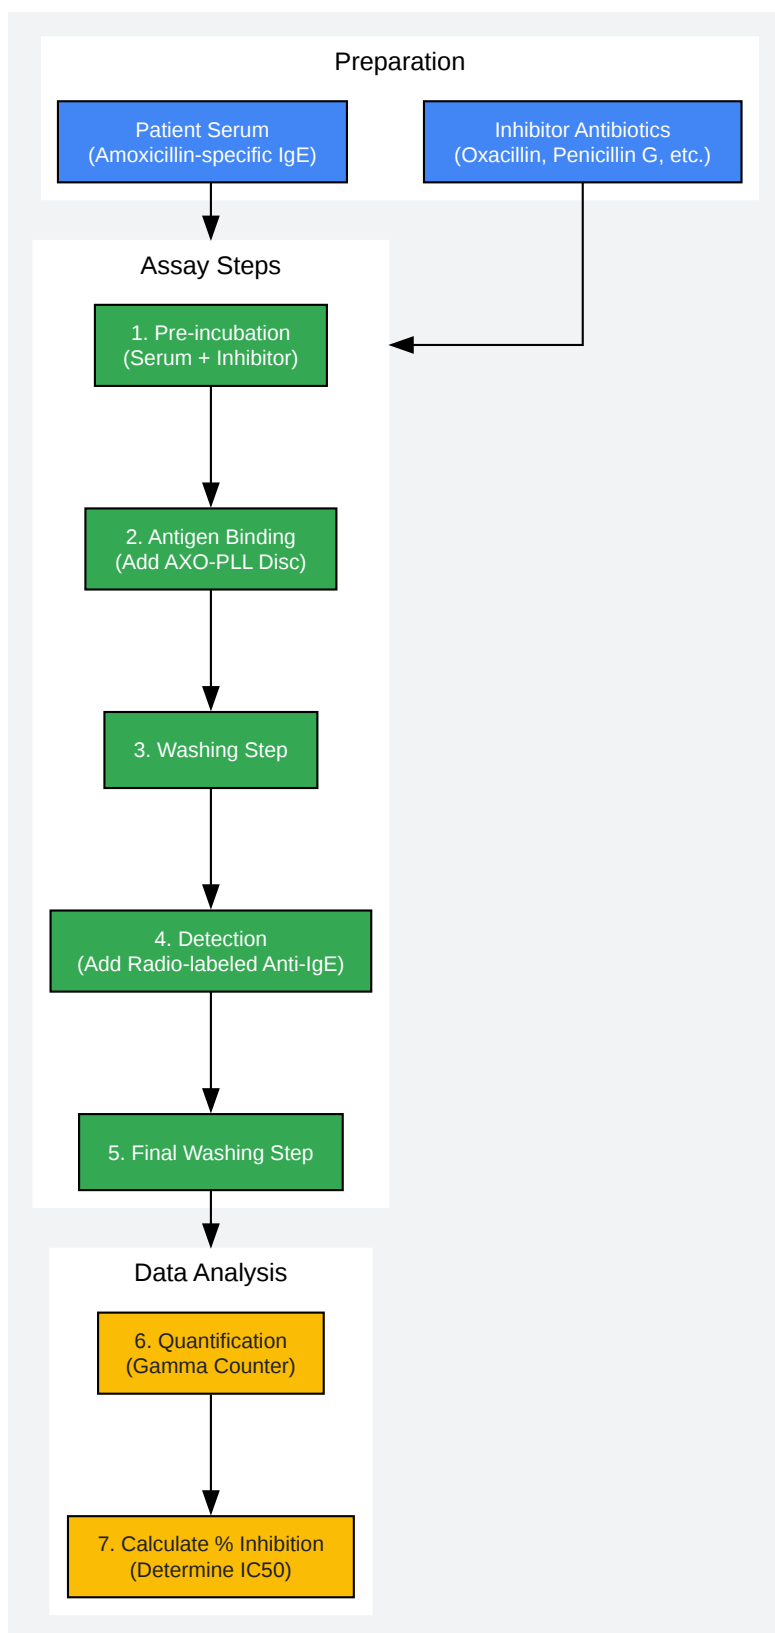 Preparation
Patient Serum
(Amoxicillin-specific IgE)
Inhibitor Antibiotics
(Oxacillin, Penicillin G, etc.)
Assay Steps
1. Pre-incubation
(Serum + Inhibitor)
2. Antigen Binding
(Add AXO-PLL Disc)
3. Washing Step
4. Detection
(Add Radio-labeled Anti-IgE)
5. Final Washing Step
Data Analysis
6. Quantification
(Gamma Counter)
7. Calculate % Inhibition
(Determine IC50)